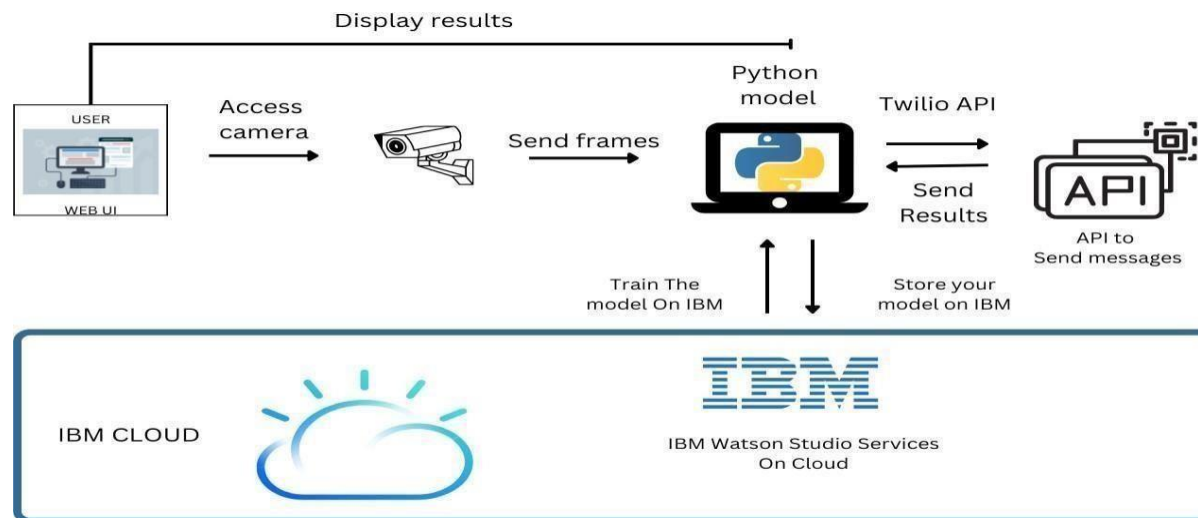 Display results
USER
WEB UI
Access
camera
Send frames
Python
model
Twilio API
Send
Results
API
API to
Send messages
Train The
model On IBM
Store your
model on IBM
IBM CLOUD
IBM
IBM Watson Studio Services
On Cloud